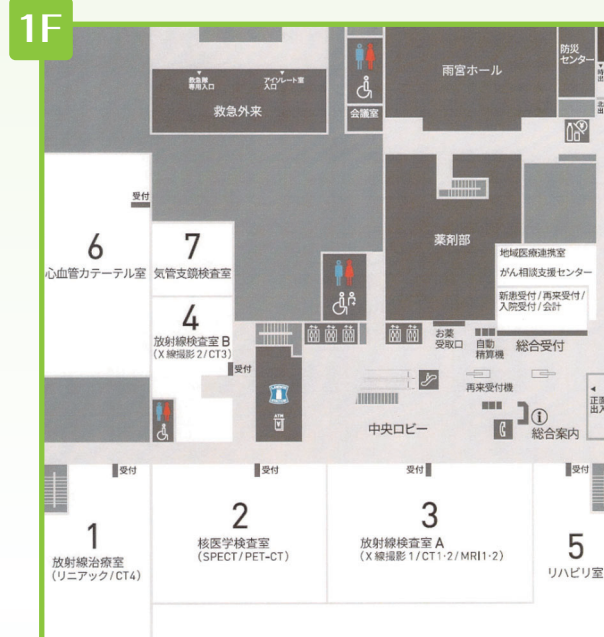 1F
救急隊
専用入口
アイソレート室
入口
救急外来
会議室
雨宮ホール
防災
センター
受付
6
心血管カテーテル室
7
気管支鏡検査室
4
放射線検査室 B
(X線撮影2/CT3)
受付
薬剤部
地域医療連携室
がん相談支援センター
新患受付/再来受付/
入院受付/会計
お薬
受取口
自動
精算機
総合受付
再来受付機
ATM
中央ロビー
総合案内
受付
1
放射線治療室
(リニアック/CT4)
受付
2
核医学検査室
(SPECT/PET-CT)
受付
3
放射線検査室 A
(X線撮影1/CT1·2/MRI1·2)
受付
5
リハビリ室